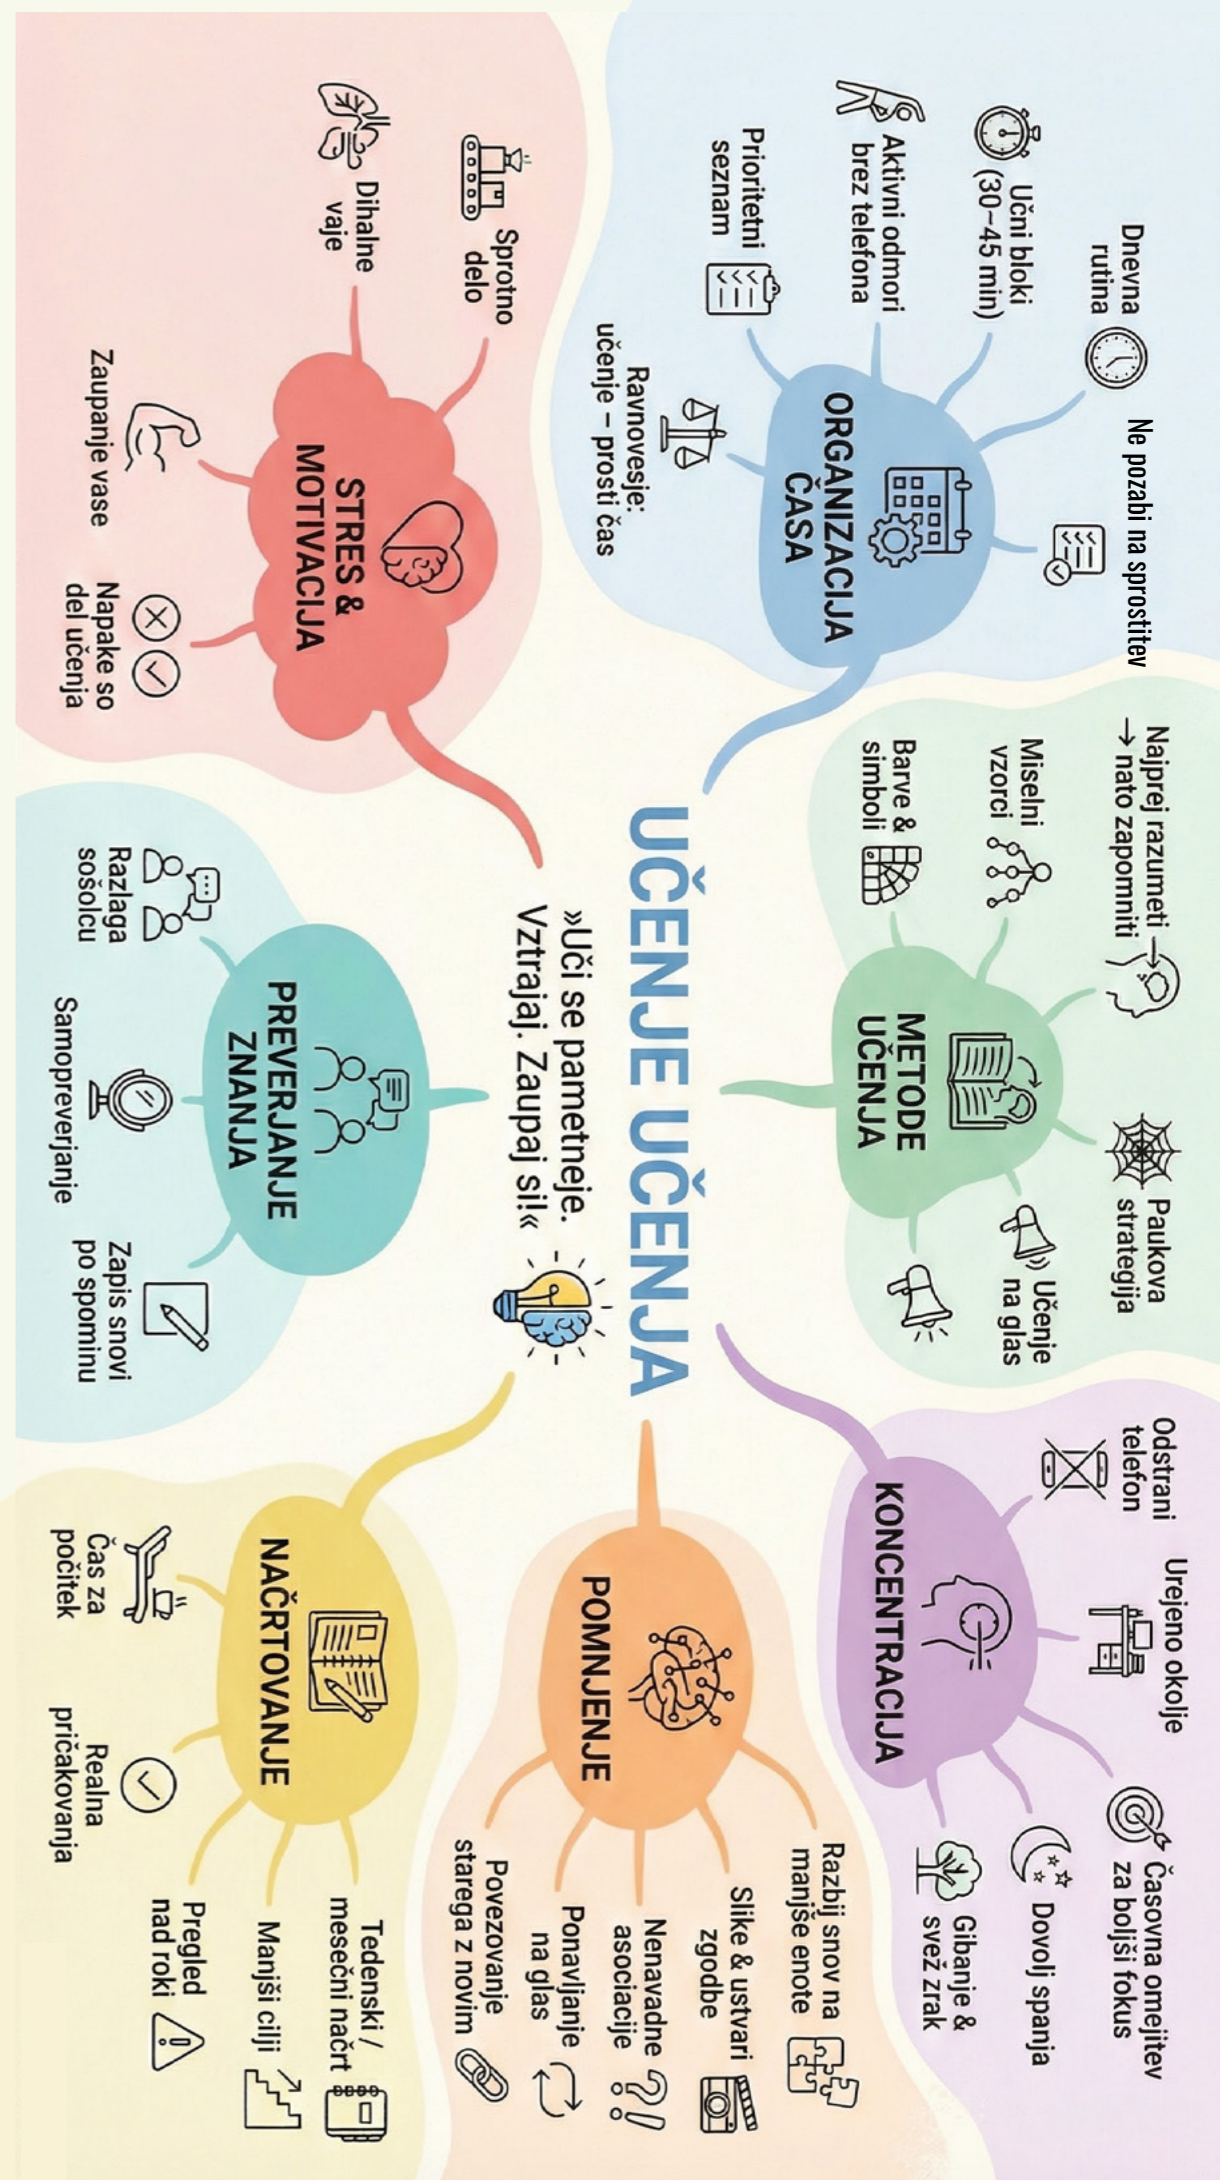 UČENJE UČENJA
»Uči se pametneje.
Vztrajaj. Zaupaj si!«
ORGANIZACIJA
ČASA
Dnevna
rutina
Učni bloki
(30–45 min)
Aktivni odmori
brez telefona
Prioritetni
seznam
Ravnovesje:
učenje – prosti čas
Ne pozabi na sprostitev
METODE
UČENJA
Najprej razumeti →
→ nato zapomniti
Miselni
vzorci
Barve &
simboli
Paukova
strategija
Učenje
na glas
KONCENTRACIJA
Odstrani
telefon
Urejeno okolje
Časovna omejitev
za boljši fokus
Dovolj spanja
Gibanje &
svež zrak
POMNJENJE
Razbij snov na
manjše enote
Slike & ustvari
zgodbe
Nenavadne
asociacije
Ponavljanje
na glas
Povezovanje
starega z novim
NAČRTOVANJE
Tedenski /
mesečni načrt
Manjši cilji
Pregled
nad roki
Realna
pričakovanja
Čas za
počitek
PREVERJANJE
ZNANJA
Razlaga
sošolcu
Samopreverjanje
Zapis snovi
po spominu
STRES &
MOTIVACIJA
Sprotno
delo
Dihalne
vaje
Zaupanje vase
Napake so
del učenja